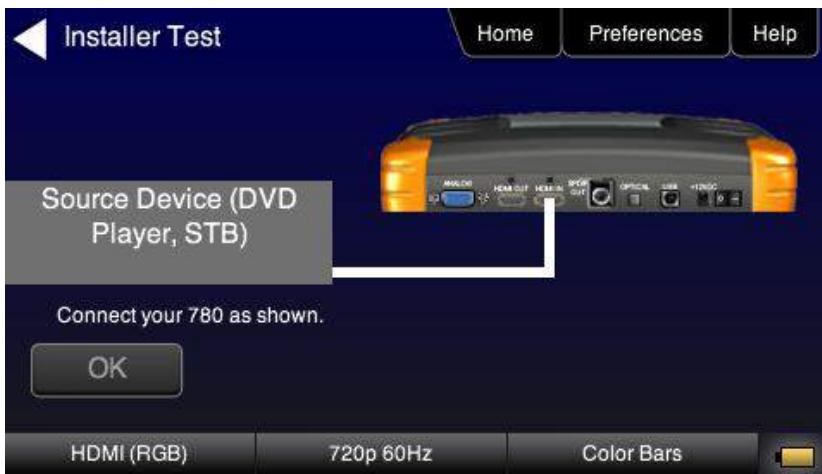 Installer Test
Home
Preferences
Help
ANALOG
HDMI OUT
HDMI IN
SPDIF
OUT
OPTICAL
USB
+12VDC
Source Device (DVD
Player, STB)
Connect your 780 as shown.
OK
HDMI (RGB)
720p 60Hz
Color Bars